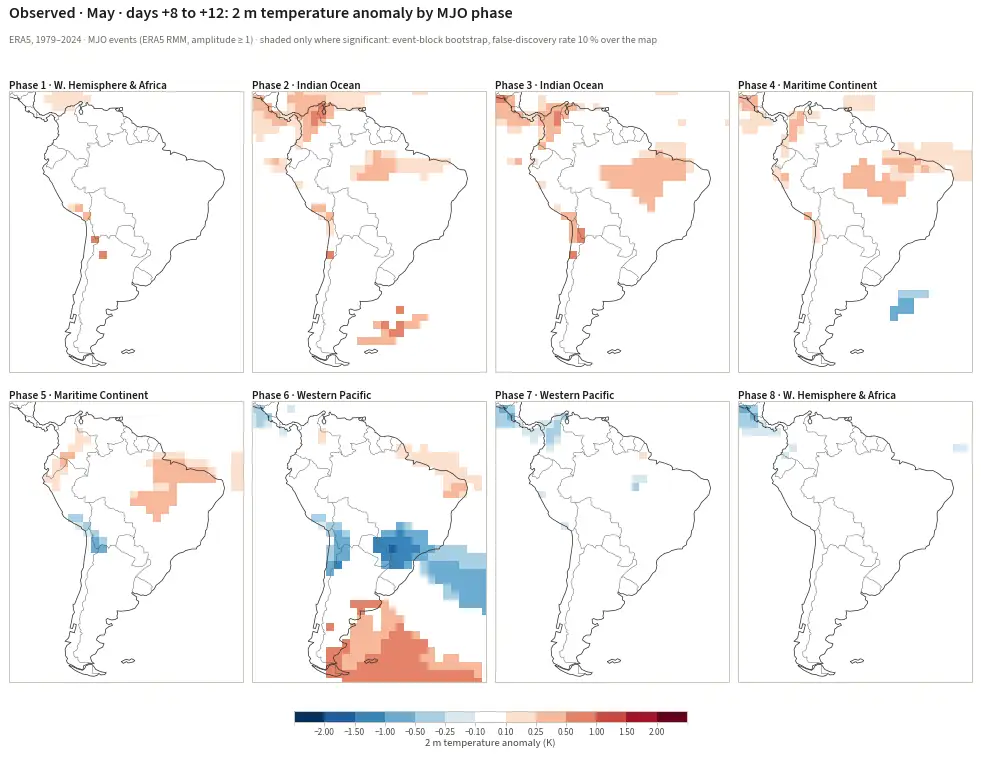 Observed · May · days +8 to +12: 2 m temperature anomaly by MJO phase
ERA5, 1979–2024 · MJO events (ERA5 RMM, amplitude ≥ 1) · shaded only where significant: event-block bootstrap, false-discovery rate 10 % over the map
Phase 1 · W. Hemisphere & Africa
Phase 2 · Indian Ocean
Phase 3 · Indian Ocean
Phase 4 · Maritime Continent
Phase 5 · Maritime Continent
Phase 6 · Western Pacific
Phase 7 · Western Pacific
Phase 8 · W. Hemisphere & Africa
−2.00 −1.50 −1.00 −0.50 −0.25 −0.10 0.10 0.25 0.50 1.00 1.50 2.00
2 m temperature anomaly (K)